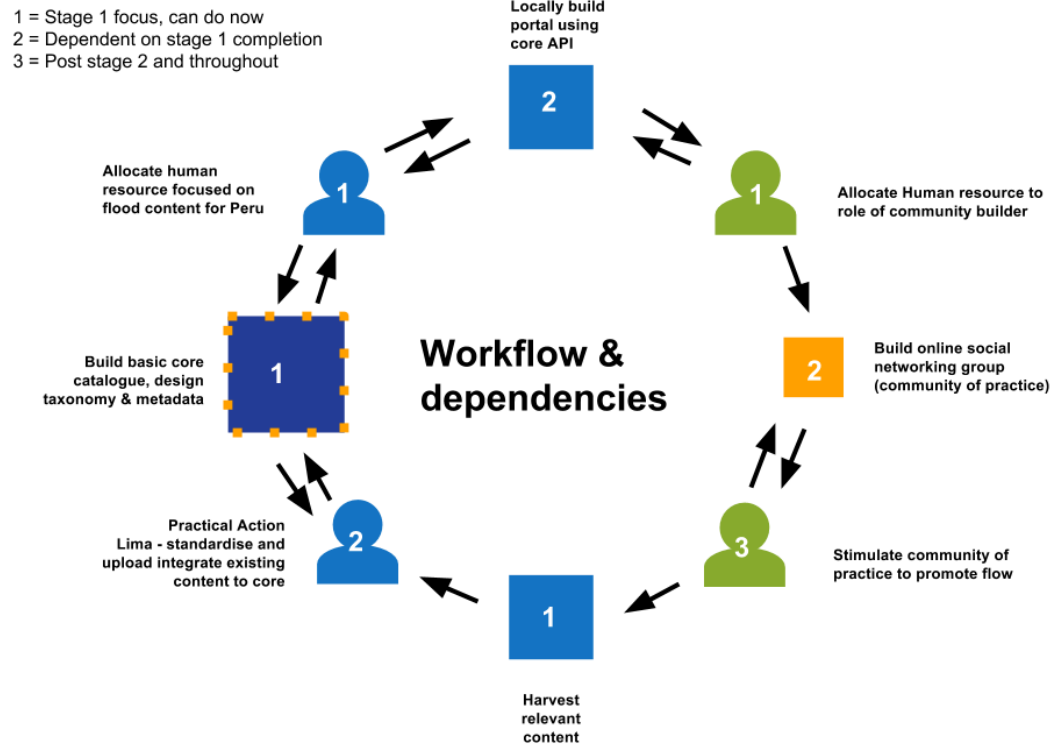 1 = Stage 1 focus, can do now
2 = Dependent on stage 1 completion
3 = Post stage 2 and throughout
Locally build
portal using
core API
2
Allocate human
resource focused on
flood content for Peru
1
1
Allocate Human resource to
role of community builder
Build basic core
catalogue, design
taxonomy & metadata
1
Workflow &
dependencies
2
Build online social
networking group
(community of practice)
Practical Action
Lima - standardise and
upload integrate existing
content to core
2
3
Stimulate community of
practice to promote flow
1
Harvest
relevant
content